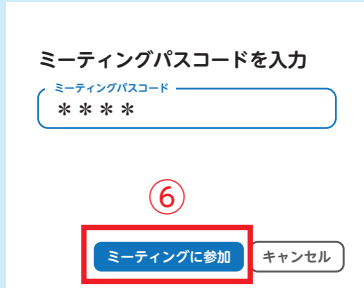 ミーティングパスコードを入力
ミーティングパスコード
＊＊＊＊
⑥
ミーティングに参加 キャンセル